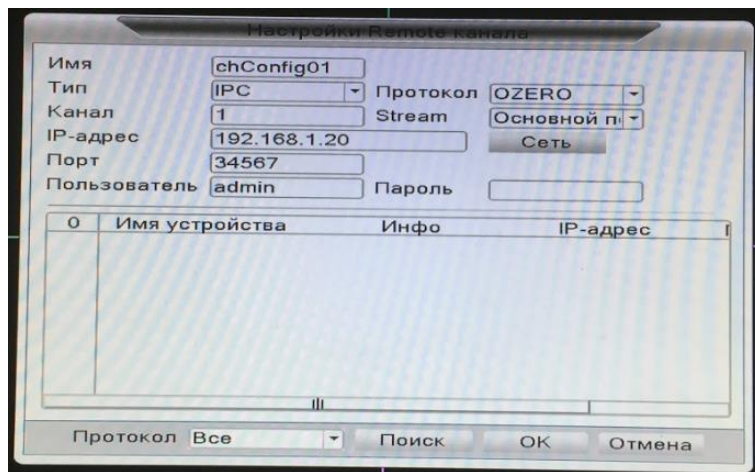 Настройки Remote канала
Имя chConfig01
Тип IPC Протокол OZERO
Канал 1 Stream Основной п
IP-адрес 192.168.1.20 Сеть
Порт 34567
Пользователь admin Пароль
0 Имя устройства Инфо IP-адрес
Протокол Все Поиск OK Отмена